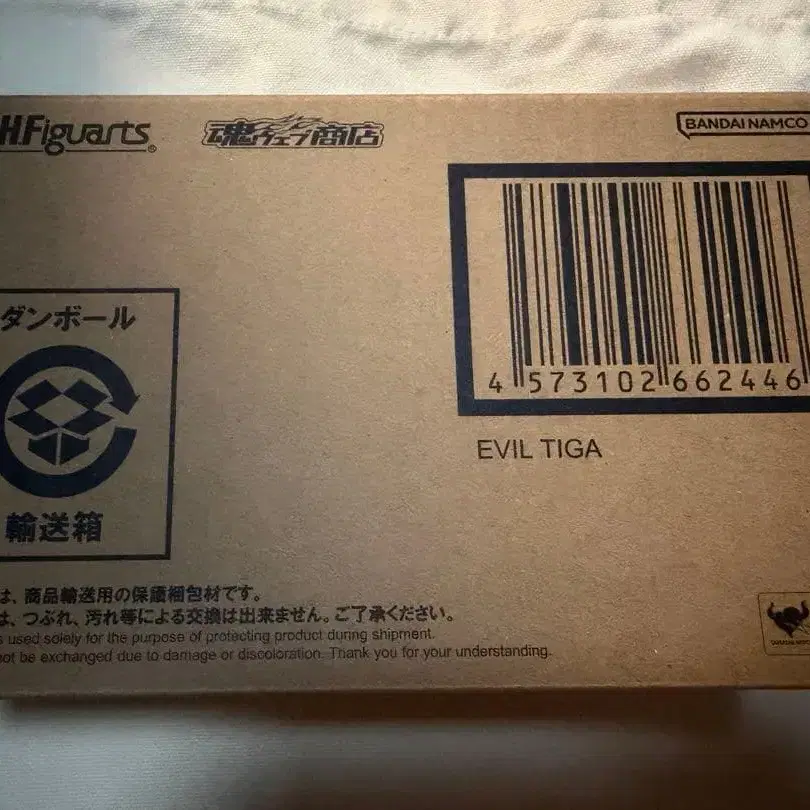 H.Figuarts®
魂ウェブ商店
BANDAI NAMCO
4 573102 662446
EVIL TIGA
ダンボール
輸送箱
は、商品輸送用の保護梱包材です。
は、つぶれ、汚れ等による交換は出来ません。ご了承ください。
s used solely for the purpose of protecting product during shipment.
not be exchanged due to damage or discoloration. Thank you for your understanding.